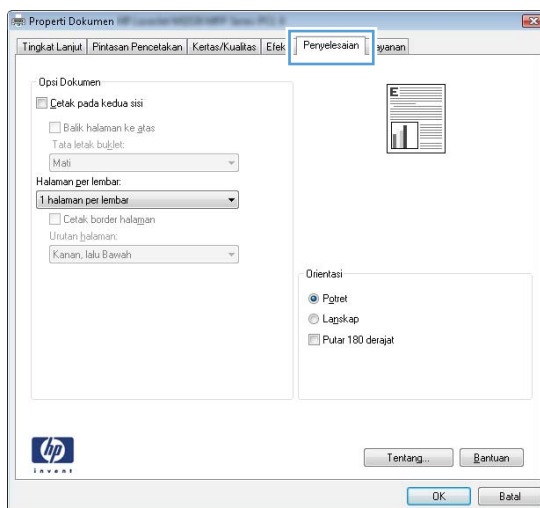 Properti Dokumen
Tingkat Lanjut Pintasan Pencetakan Kertas/Kualitas Efek Penyelesaian ayanan
Opsi Dokumen
Cetak pada kedua sisi
Balik halaman ke atas
Tata letak buklet:
Mati
Halaman per lembar:
1 halaman per lembar
Cetak border halaman
Urutan halaman:
Kanan, lalu Bawah
E
Orientasi
Potret
Lanskap
Putar 180 derajat
hp
invent
Tentang... Bantuan
OK Batal